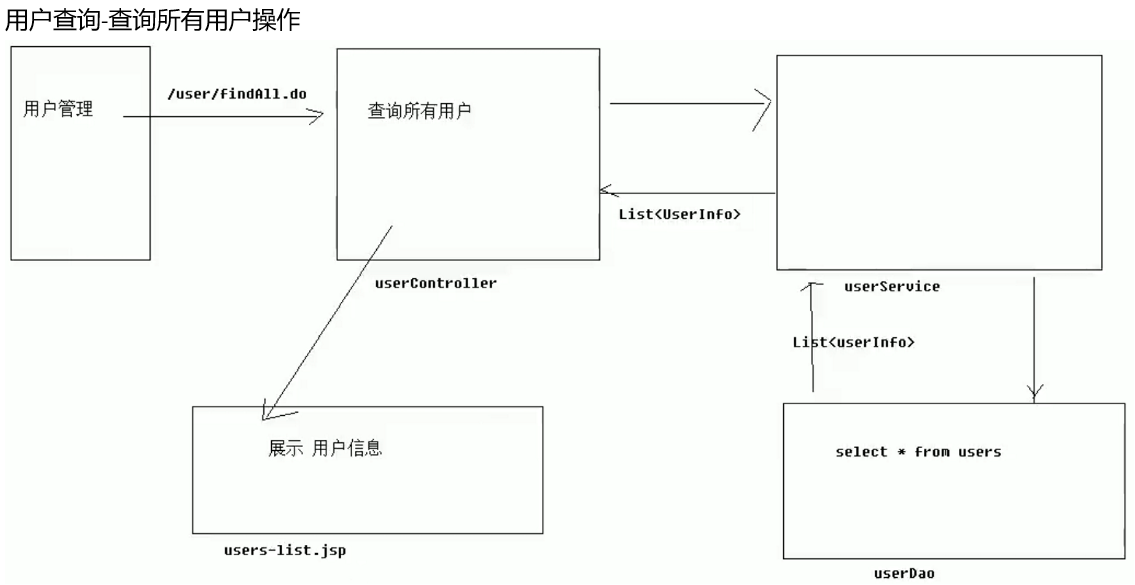 用户查询-查询所有用户操作
用户管理
/user/findAll.do
查询所有用户
List<UserInfo>
userController
userService
List<userInfo>
展示 用户信息
select * from users
users-list.jsp
userDao